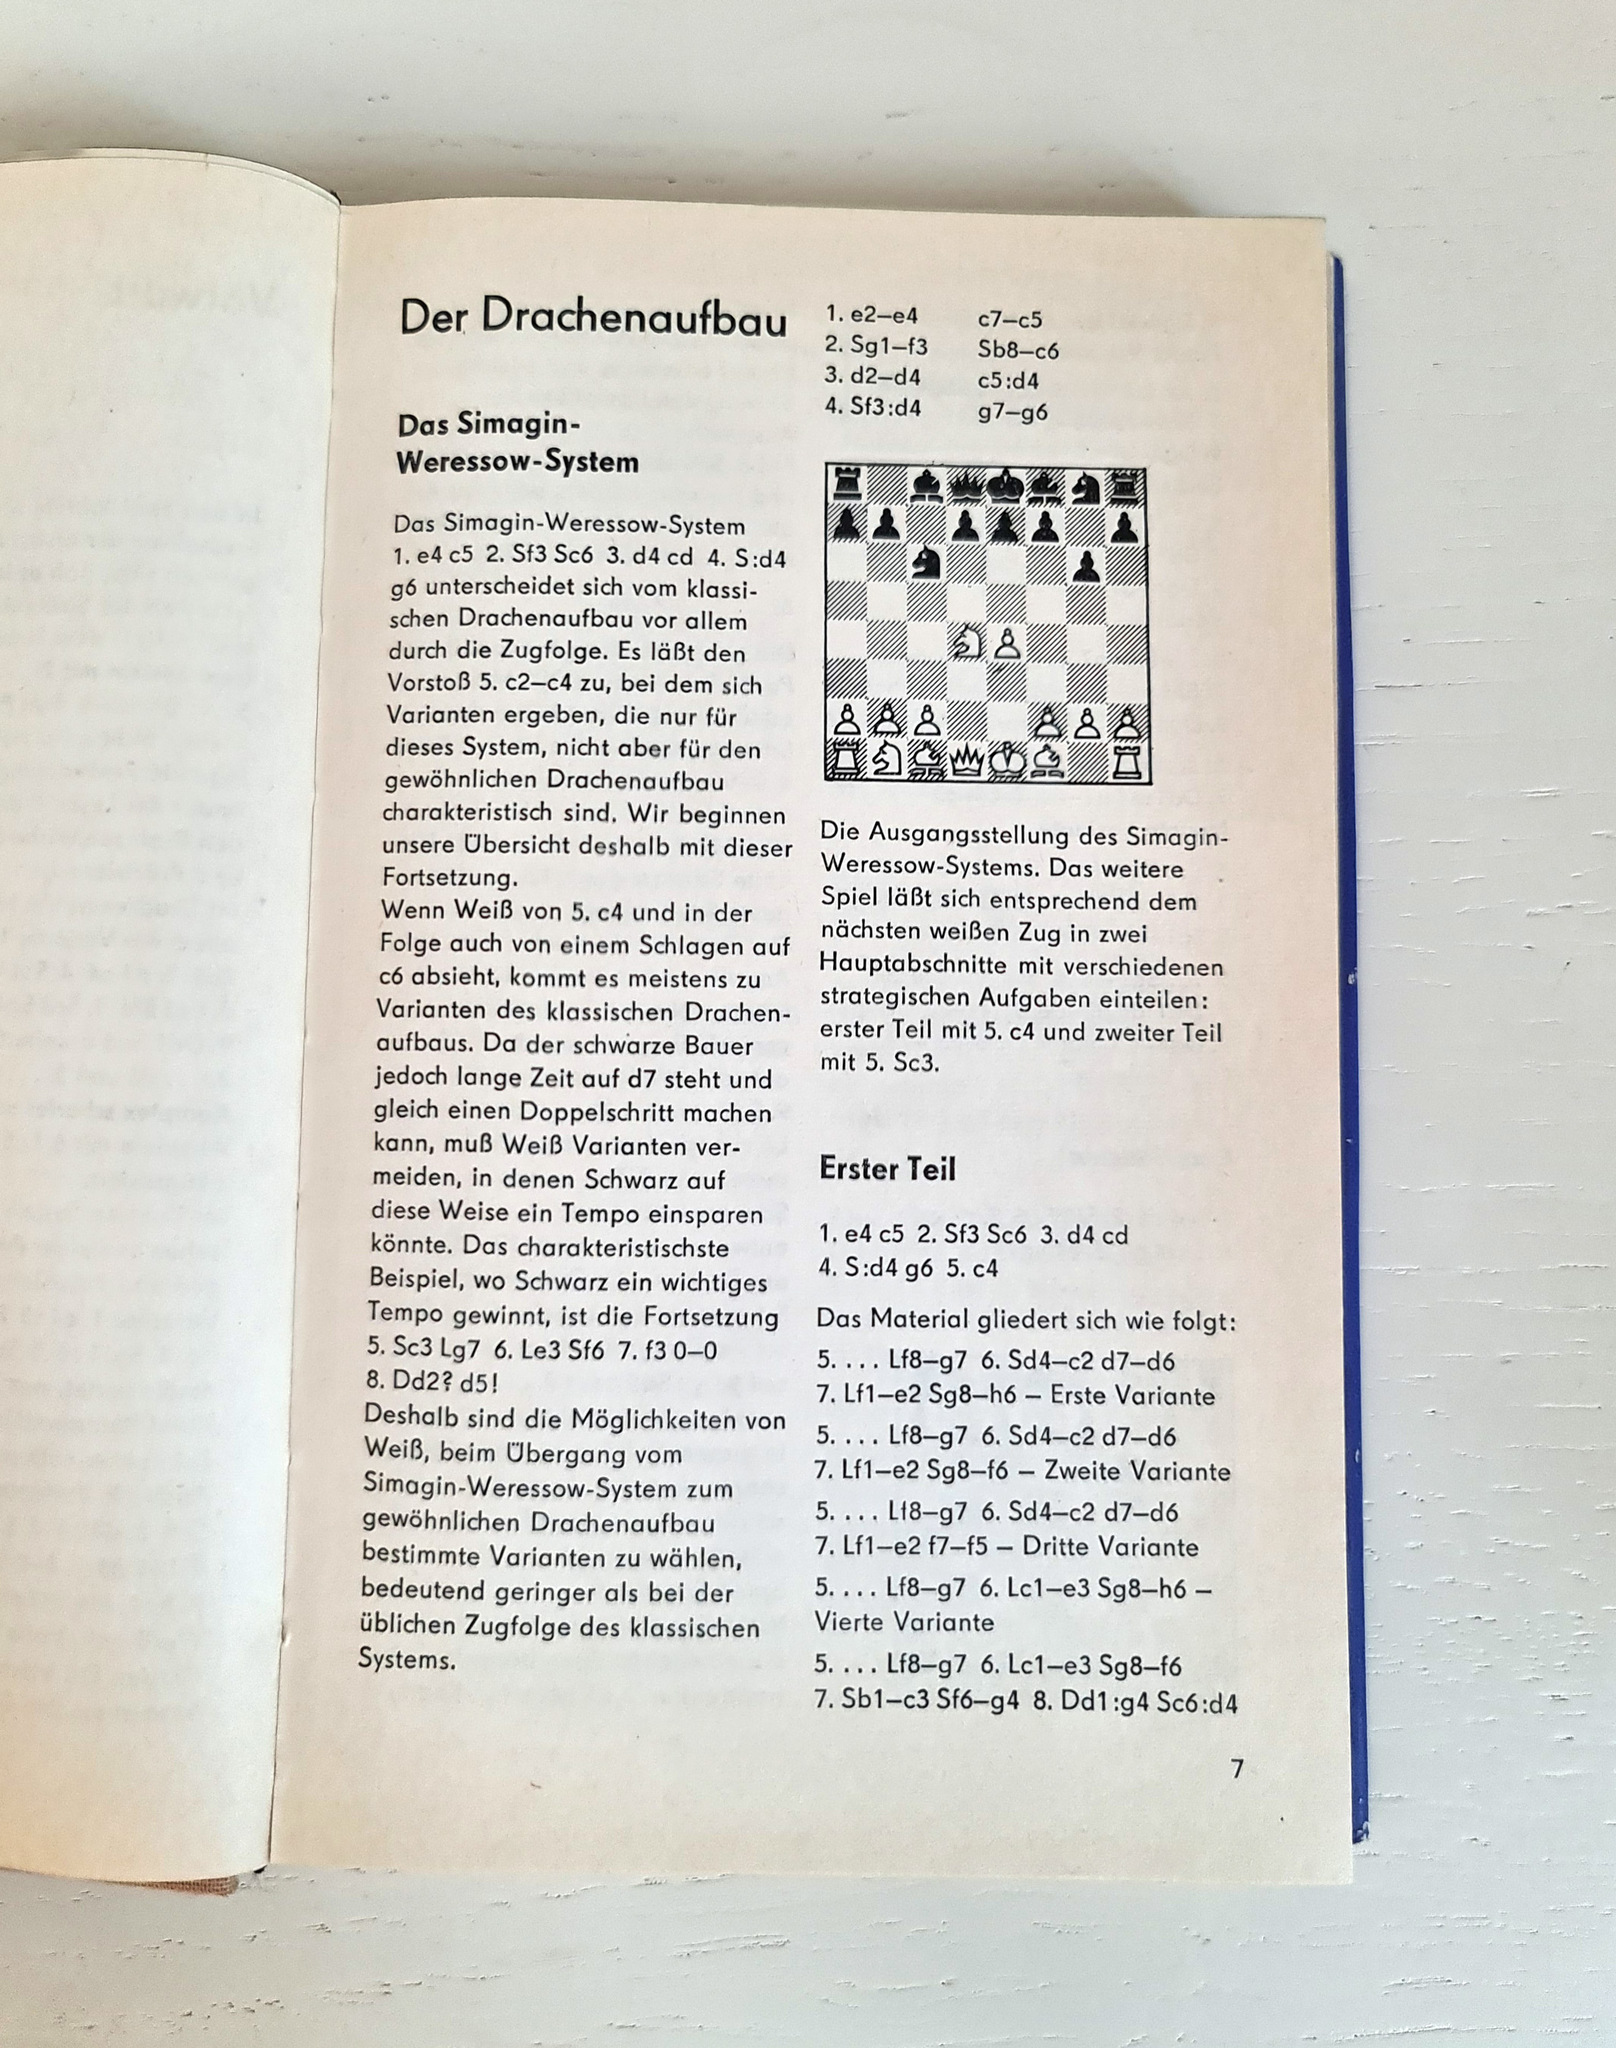 Der Drachenaufbau
Das Simagin-
Weressow-System
Das Simagin-Weressow-System
1. e4 c5 2. Sf3 Sc6 3. d4 cd 4. S:d4
g6 unterscheidet sich vom klassi-
schen Drachenaufbau vor allem
durch die Zugfolge. Es läßt den
Vorstoß 5. c2–c4 zu, bei dem sich
Varianten ergeben, die nur für
dieses System, nicht aber für den
gewöhnlichen Drachenaufbau
charakteristisch sind. Wir beginnen
unsere Übersicht deshalb mit dieser
Fortsetzung.
Wenn Weiß von 5. c4 und in der
Folge auch von einem Schlagen auf
c6 absieht, kommt es meistens zu
Varianten des klassischen Drachen-
aufbaus. Da der schwarze Bauer
jedoch lange Zeit auf d7 steht und
gleich einen Doppelschritt machen
kann, muß Weiß Varianten ver-
meiden, in denen Schwarz auf
diese Weise ein Tempo einsparen
könnte. Das charakteristischste
Beispiel, wo Schwarz ein wichtiges
Tempo gewinnt, ist die Fortsetzung
5. Sc3 Lg7 6. Le3 Sf6 7. f3 0–0
8. Dd2? d5!
Deshalb sind die Möglichkeiten von
Weiß, beim Übergang vom
Simagin-Weressow-System zum
gewöhnlichen Drachenaufbau
bestimmte Varianten zu wählen,
bedeutend geringer als bei der
üblichen Zugfolge des klassischen
Systems.
1. e2–e4 c7–c5
2. Sg1–f3 Sb8–c6
3. d2–d4 c5:d4
4. Sf3:d4 g7–g6
Die Ausgangsstellung des Simagin-
Weressow-Systems. Das weitere
Spiel läßt sich entsprechend dem
nächsten weißen Zug in zwei
Hauptabschnitte mit verschiedenen
strategischen Aufgaben einteilen:
erster Teil mit 5. c4 und zweiter Teil
mit 5. Sc3.
Erster Teil
1. e4 c5 2. Sf3 Sc6 3. d4 cd
4. S:d4 g6 5. c4
Das Material gliedert sich wie folgt:
5. . . . Lf8–g7 6. Sd4–c2 d7–d6
7. Lf1–e2 Sg8–h6 – Erste Variante
5. . . . Lf8–g7 6. Sd4–c2 d7–d6
7. Lf1–e2 Sg8–f6 – Zweite Variante
5. . . . Lf8–g7 6. Sd4–c2 d7–d6
7. Lf1–e2 f7–f5 – Dritte Variante
5. . . . Lf8–g7 6. Lc1–e3 Sg8–h6 –
Vierte Variante
5. . . . Lf8–g7 6. Lc1–e3 Sg8–f6
7. Sb1–c3 Sf6–g4 8. Dd1:g4 Sc6:d4
7